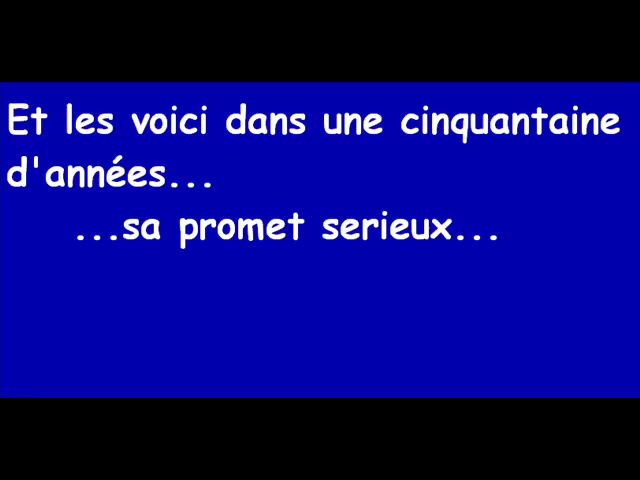 Et les voici dans une cinquantaine
d'années...
...sa promet serieux...